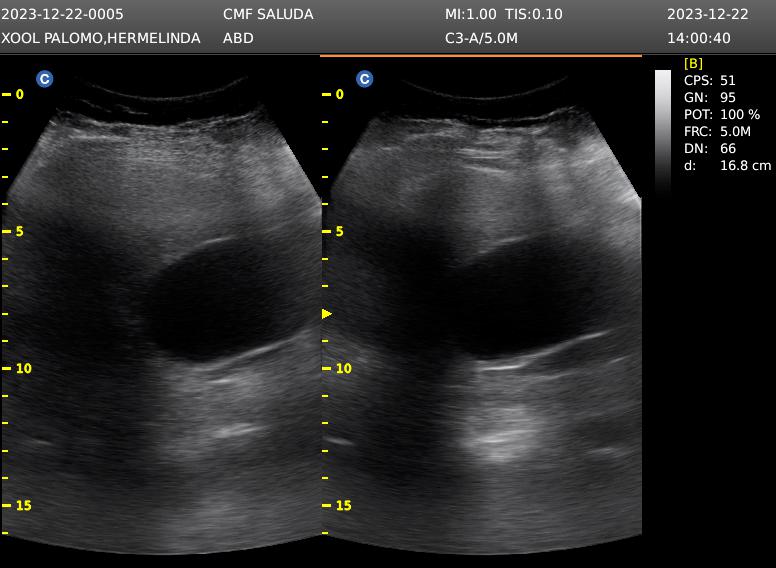 2023-12-22-0005 CMF SALUDA MI:1.00 TIS:0.10 2023-12-22
XOOL PALOMO,HERMELINDA ABD C3-A/5.0M 14:00:40
[B]
CPS: 51
GN: 95
POT: 100 %
FRC: 5.0M
DN: 66
d: 16.8 cm
C
0
5
10
15
C
0
5
10
15